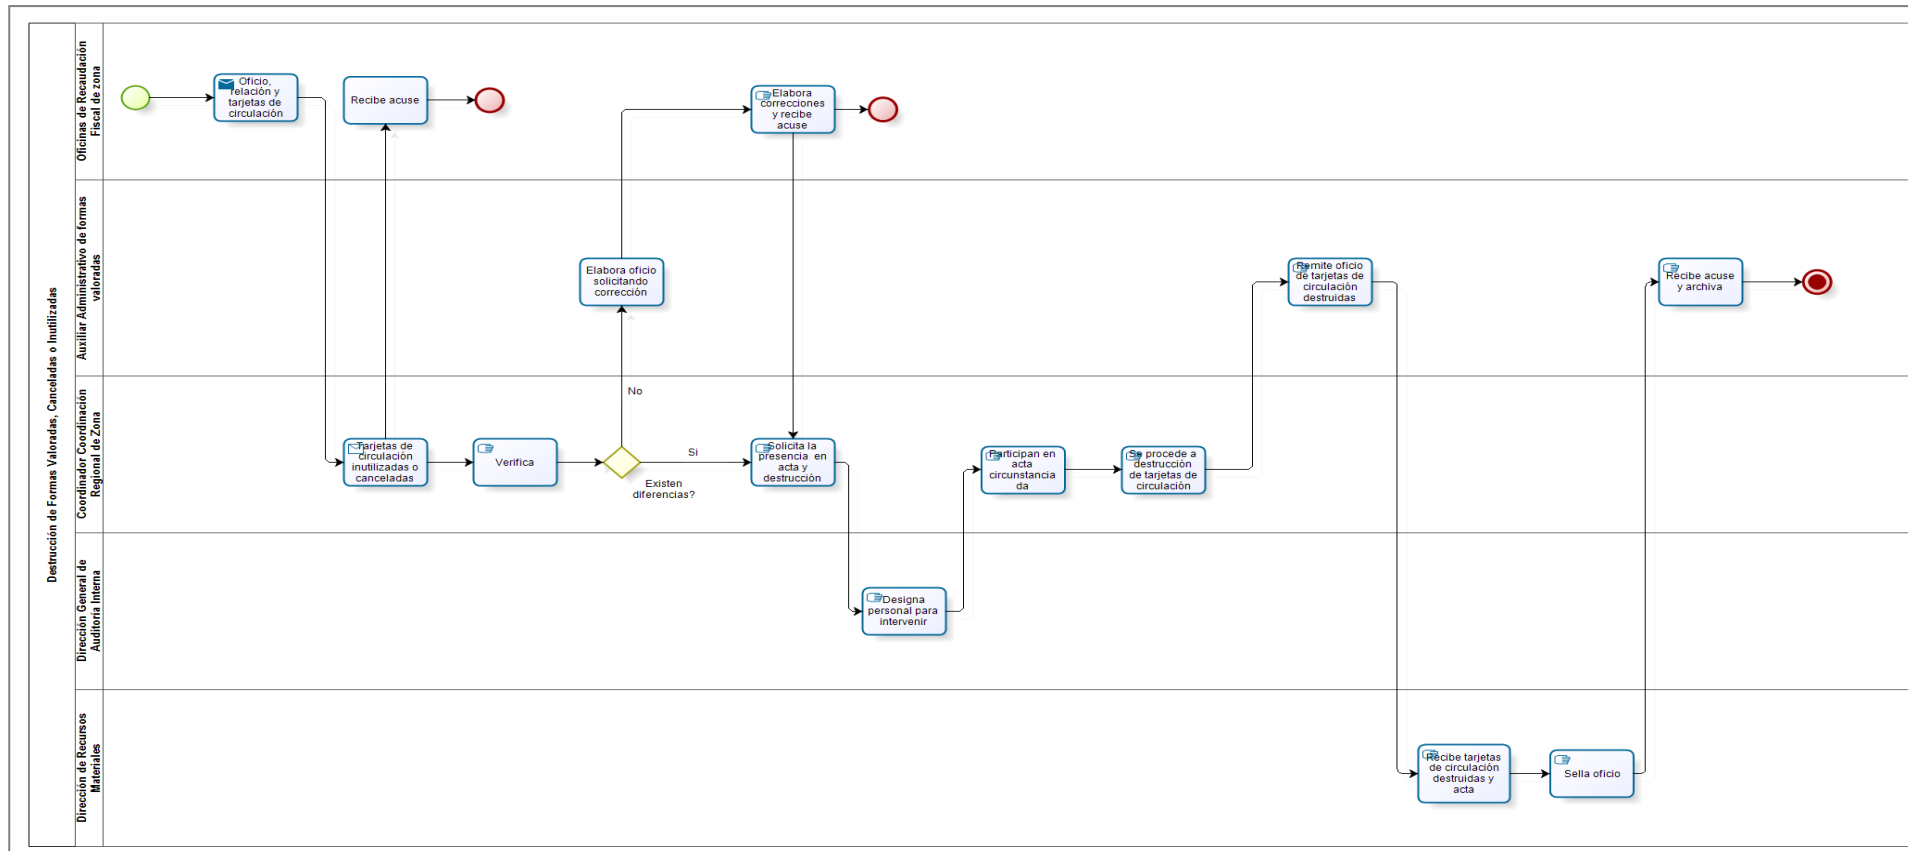 Destrucción de Formas Valoradas, Canceladas o Inutilizadas
Oficinas de Recaudación
Fiscal de zona
Oficio,
relación y
tarjetas de
circulación
Recibe acuse
Elabora
correcciones
y recibe
acuse
Auxiliar Administrativo de formas
valoradas
Elabora oficio
solicitando
corrección
Remite oficio
de tarjetas de
circulación
destruidas
Recibe acuse
y archiva
Coordinador Coordinación
Regional de Zona
Tarjetas de
circulación
inutilizadas o
canceladas
Verifica
No
Si
Existen
diferencias?
Solicita la
presencia en
acta y
destrucción
Participan en
acta
circunstancia
da
Se procede a
destrucción
de tarjetas de
circulación
Dirección General de
Auditoria Interna
Designa
personal para
intervenir
Dirección de Recursos
Materiales
Recibe tarjetas
de circulación
destruidas y
acta
Sella oficio